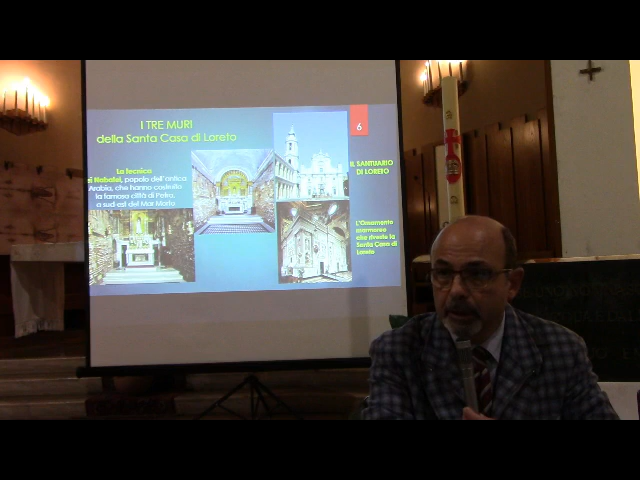 I TRE MURI
della Santa Casa di Loreto
6
La tecnica
ei Nabatei, popolo dell'antica
Arabia, che hanno costruito
la famosa città di Petra,
a sud-est del Mar Morto
IL SANTUARIO
DI LORETO
L'Ornamento
marmoreo
che riveste la
Santa Casa di
Loreto